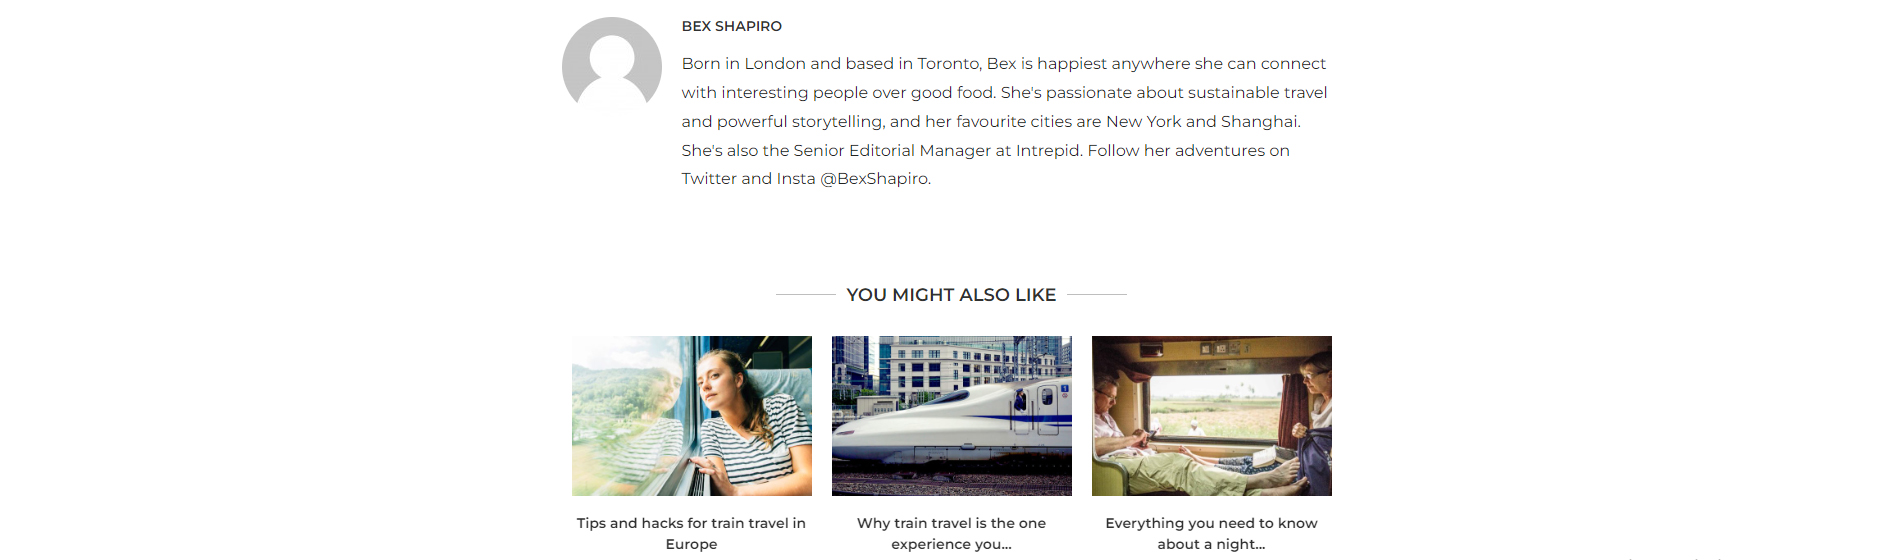 BEX SHAPIRO
Born in London and based in Toronto, Bex is happiest anywhere she can connect
with interesting people over good food. She's passionate about sustainable travel
and powerful storytelling, and her favourite cities are New York and Shanghai.
She's also the Senior Editorial Manager at Intrepid. Follow her adventures on
Twitter and Insta @BexShapiro.
YOU MIGHT ALSO LIKE
Tips and hacks for train travel in
Europe
Why train travel is the one
experience you...
Everything you need to know
about a night...